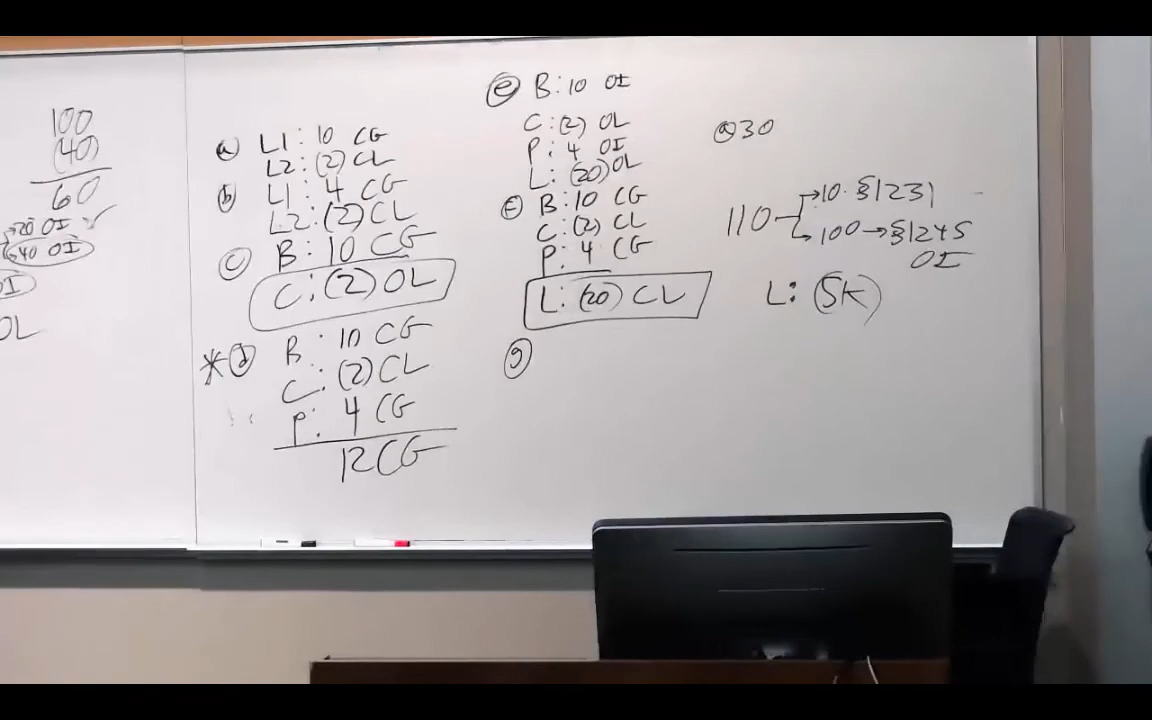 100
(40)
60
→20 OI ✓
→40 OI
OI
OL
ⓐ L1: 10 CG
L2: (2) CL
ⓑ L1: 4 CG
L2: (2) CL
ⓒ B: 10 CG
C: (2) OL
*ⓓ B: 10 CG
C: (2) CL
P: 4 CG
12 CG
ⓔ B: 10 OI
C: (2) OL
P: 4 OI
L: (20) OL
ⓕ B: 10 CG
C: (2) CL
P: 4 CG
L: (20) CL
ⓖ
ⓐ 30
110 →10 · §1231
→100 → §1245
OI
L: (5K)